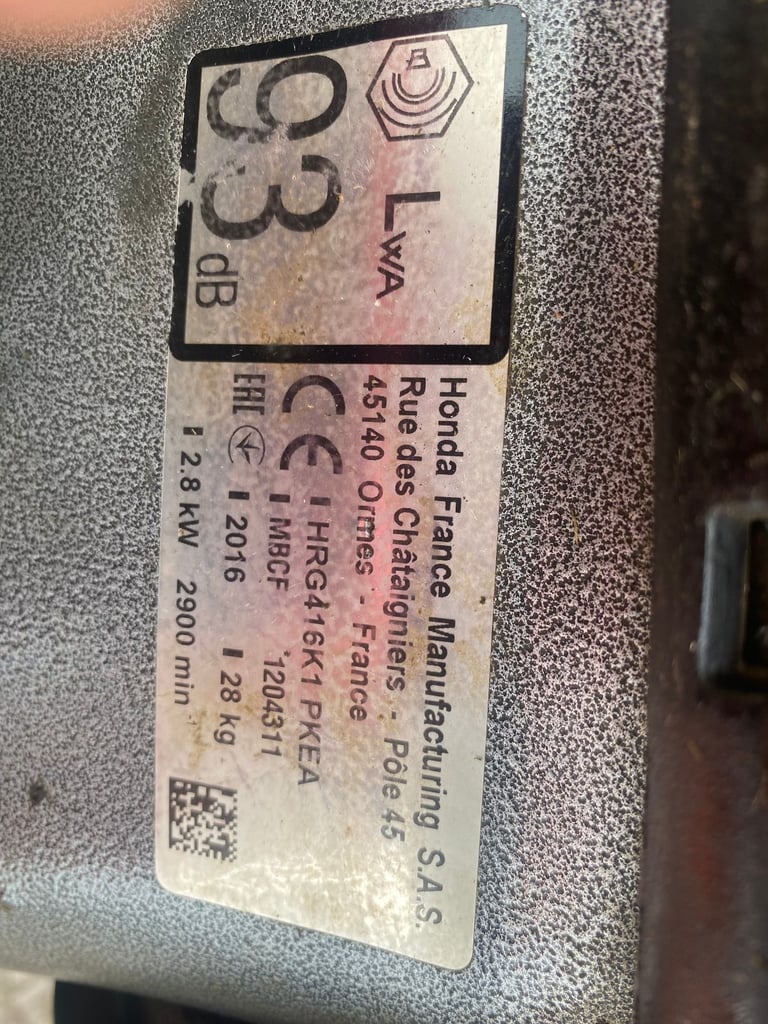 LWA
93 dB
Honda France Manufacturing S.A.S.
Rue des Châtaigniers - Pôle 45
45140 Ormes - France
CE HRG416K1 PKEA
MBCF 1204311
EAC 2016 28 kg
2.8 kW 2900 min